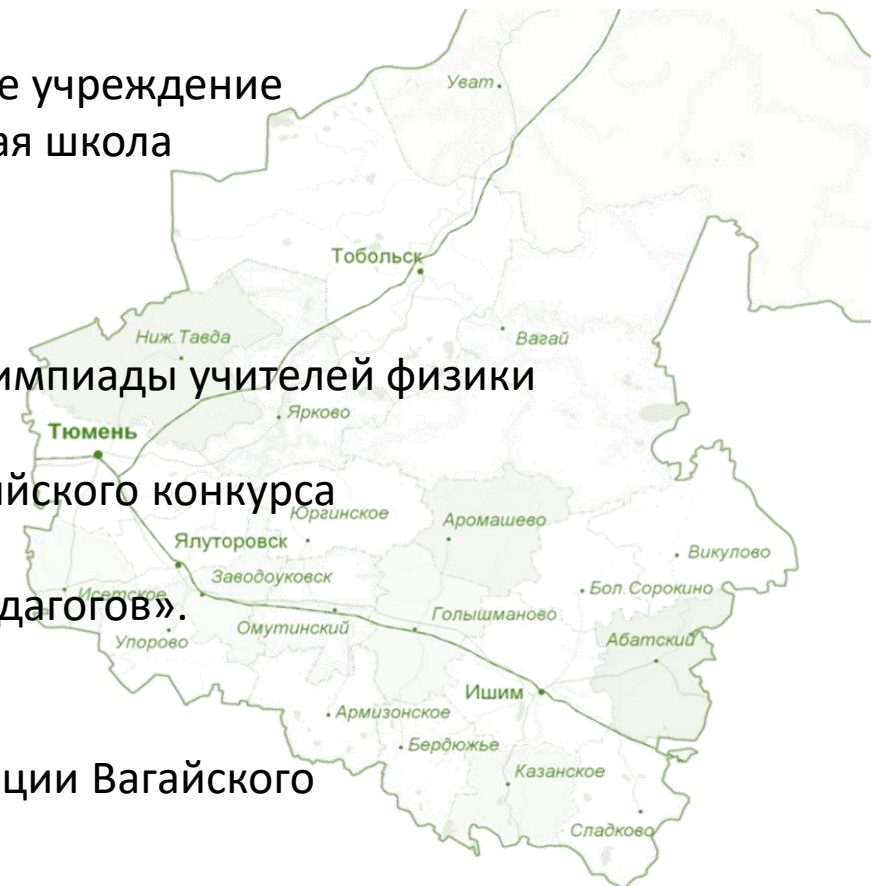 е учреждение
ая школа
Уват
Тобольск
Ниж.Тавда
Вагай
импиады учителей физики
Ярково
Тюмень
йского конкурса
Юргинское
Аромашево
Ялуторовск
Викулово
Заводоуковск
Бол.Сорокино
Исетское
дагогов».
Голышманово
Омутинский
Упорово
Абатский
Ишим
Армизонское
Бердюжье
ции Вагайского
Казанское
Сладково